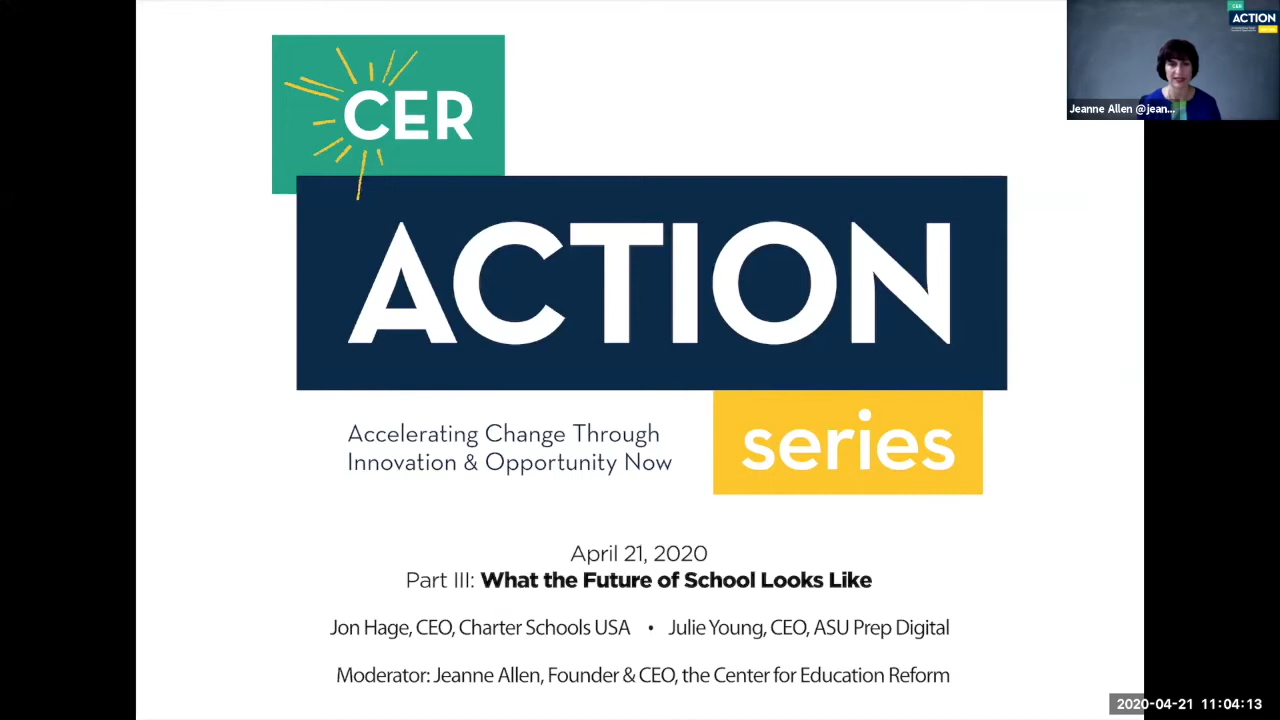 CER
ACTION
series
Accelerating Change Through
Innovation & Opportunity Now
April 21, 2020
Part III: What the Future of School Looks Like
Jon Hage, CEO, Charter Schools USA • Julie Young, CEO, ASU Prep Digital
Moderator: Jeanne Allen, Founder & CEO, the Center for Education Reform
CER
ACTION
Jeanne Allen @jean...
2020-04-21 11:04:13